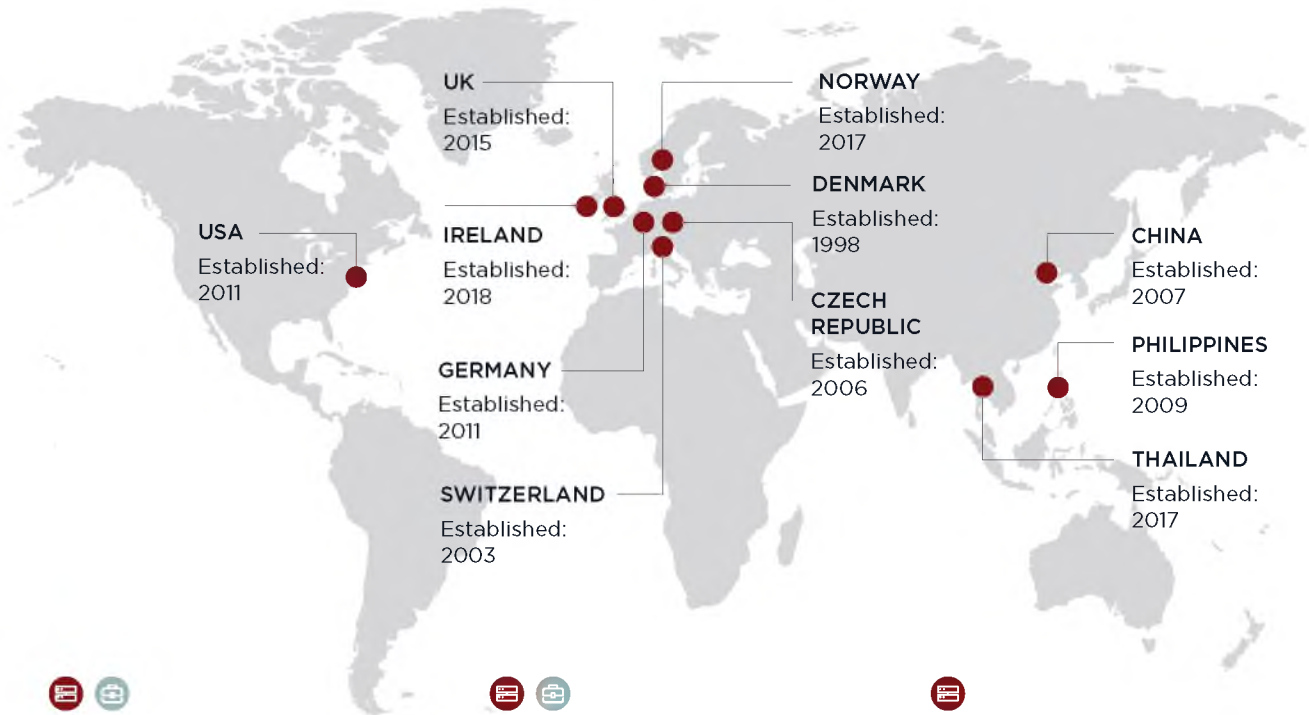 UK
Established:
2015
NORWAY
Established:
2017
DENMARK
Established:
1998
USA
Established:
2011
IRELAND
Established:
2018
CHINA
Established:
2007
CZECH
REPUBLIC
Established:
2006
PHILIPPINES
Established:
2009
GERMANY
Established:
2011
THAILAND
Established:
2017
SWITZERLAND
Established:
2003